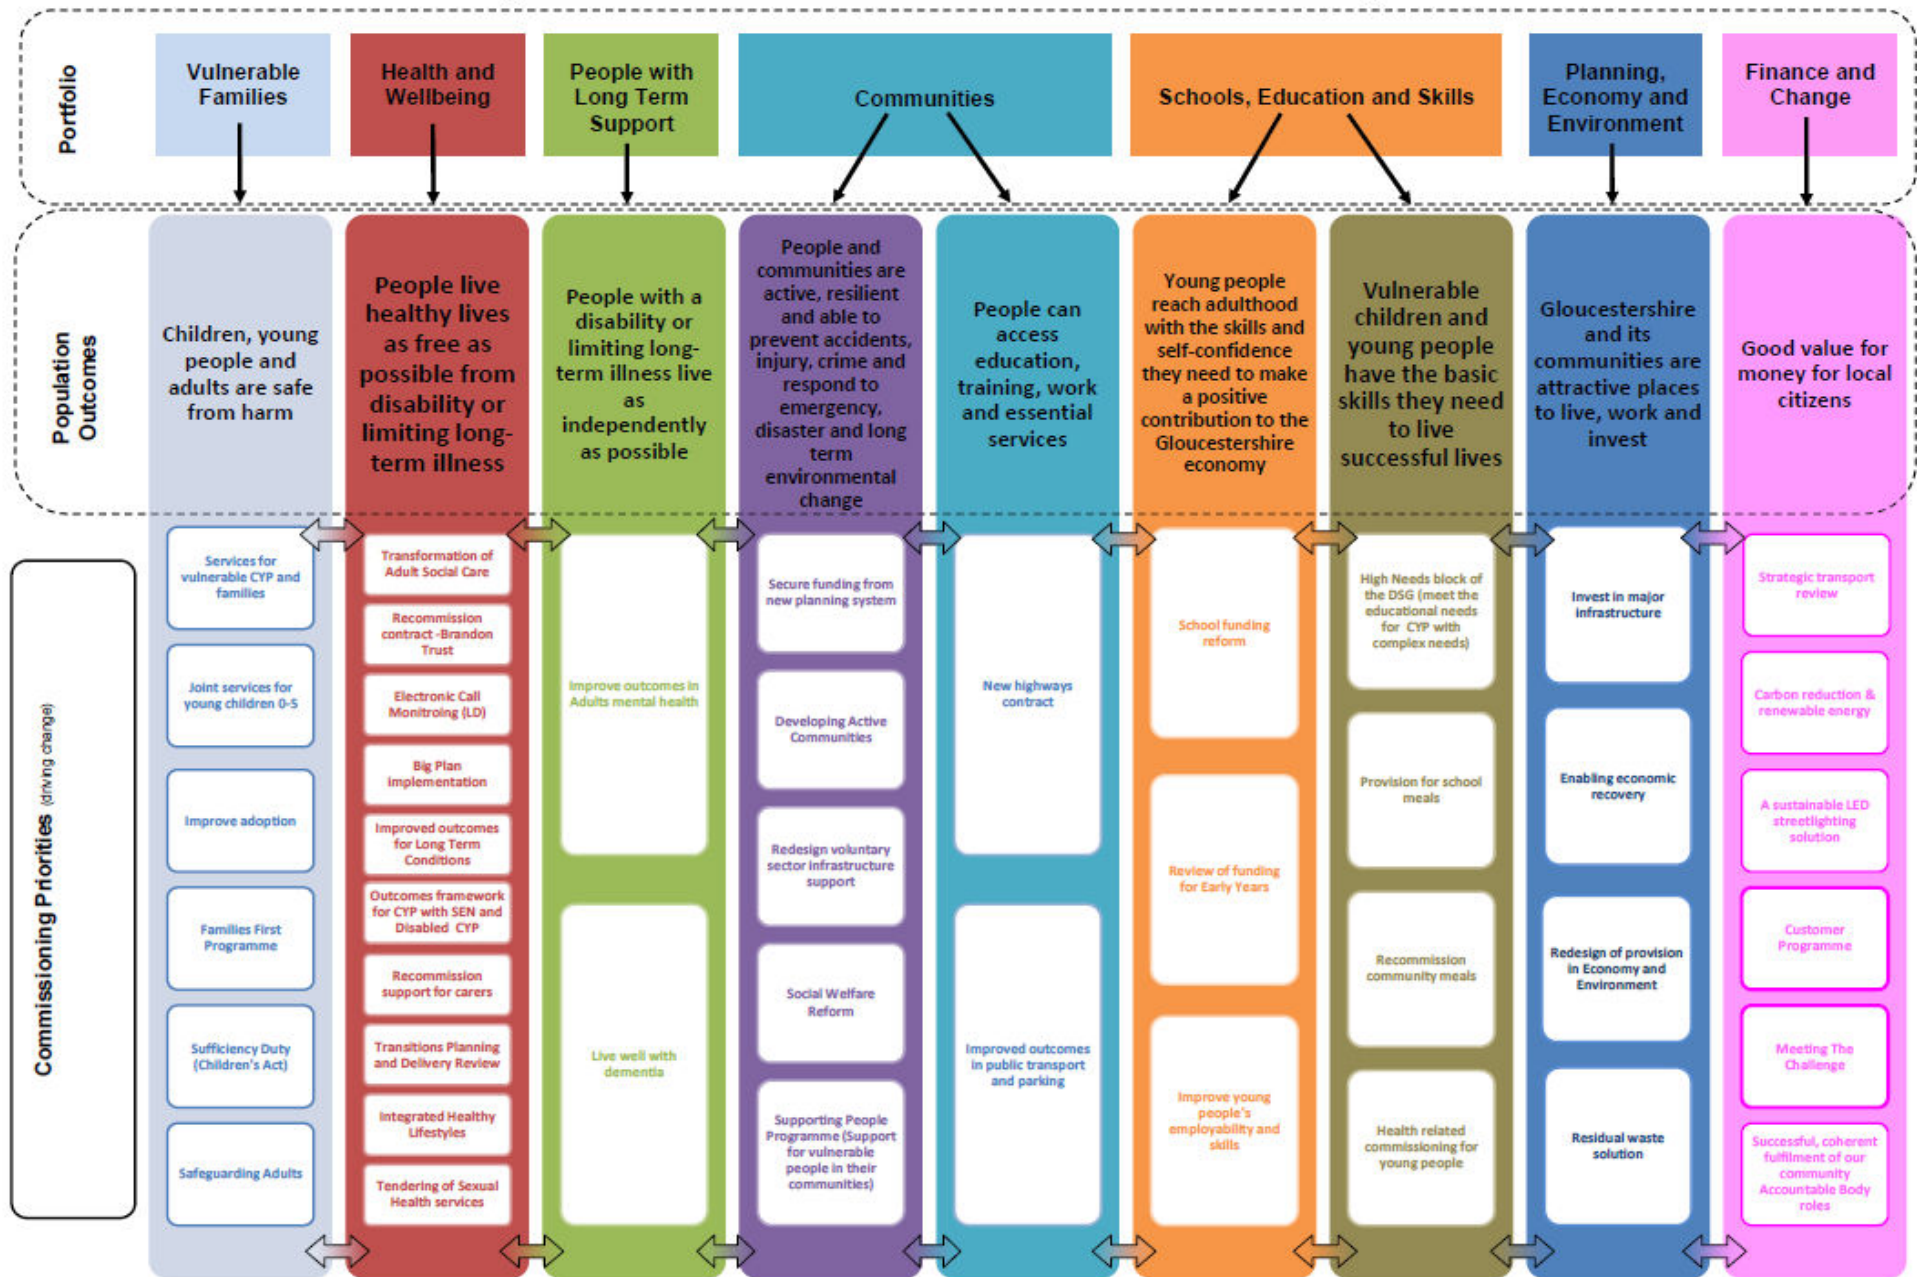 Portfolio
Vulnerable
Families
Health and
Wellbeing
People with
Long Term
Support
Communities
Schools, Education and Skills
Planning,
Economy and
Environment
Finance and
Change
Population
Outcomes
Children, young
people and
adults are safe
from harm
People live
healthy lives
as free as
possible from
disability or
limiting long-
term illness
People with a
disability or
limiting long-
term illness live
as
independently
as possible
People and
communities are
active, resilient
and able to
prevent accidents,
injury, crime and
respond to
emergency,
disaster and long
term
environmental
change
People can
access
education,
training, work
and essential
services
Young people
reach adulthood
with the skills and
self-confidence
they need to make
a positive
contribution to the
Gloucestershire
economy
Vulnerable
children and
young people
have the basic
skills they need
to live
successful lives
Gloucestershire
and its
communities are
attractive places
to live, work and
invest
Good value for
money for local
citizens
Commissioning Priorities (driving change)
Services for
vulnerable CYP and
families
Joint services for
young children 0-5
Improve adoption
Families First
Programme
Sufficiency Duty
(Children's Act)
Safeguarding Adults
Transformation of
Adult Social Care
Recommission
contract -Brandon
Trust
Electronic Call
Monitroing (LD)
Big Plan
implementation
Improved outcomes
for Long Term
Conditions
Outcomes framework
for CYP with SEN and
Disabled CYP
Recommission
support for carers
Transitions Planning
and Delivery Review
Integrated Healthy
Lifestyles
Tendering of Sexual
Health services
Improve outcomes in
Adults mental health
Live well with
dementia
Secure funding from
new planning system
Developing Active
Communities
Redesign voluntary
sector infrastructure
support
Social Welfare
Reform
Supporting People
Programme (Support
for vulnerable
people in their
communities)
New highways
contract
Improved outcomes
in public transport
and parking
School funding
reform
Review of funding
for Early Years
Improve young
people's
employability and
skills
High Needs block of
the DSG (meet the
educational needs
for CYP with
complex needs)
Provision for school
meals
Recommission
community meals
Health related
commissioning for
young people
Invest in major
infrastructure
Enabling economic
recovery
Redesign of provision
in Economy and
Environment
Residual waste
solution
Strategic transport
review
Carbon reduction &
renewable energy
A sustainable LED
streetlighting
solution
Customer
Programme
Meeting The
Challenge
Successful, coherent
fulfilment of our
community
Accountable Body
roles